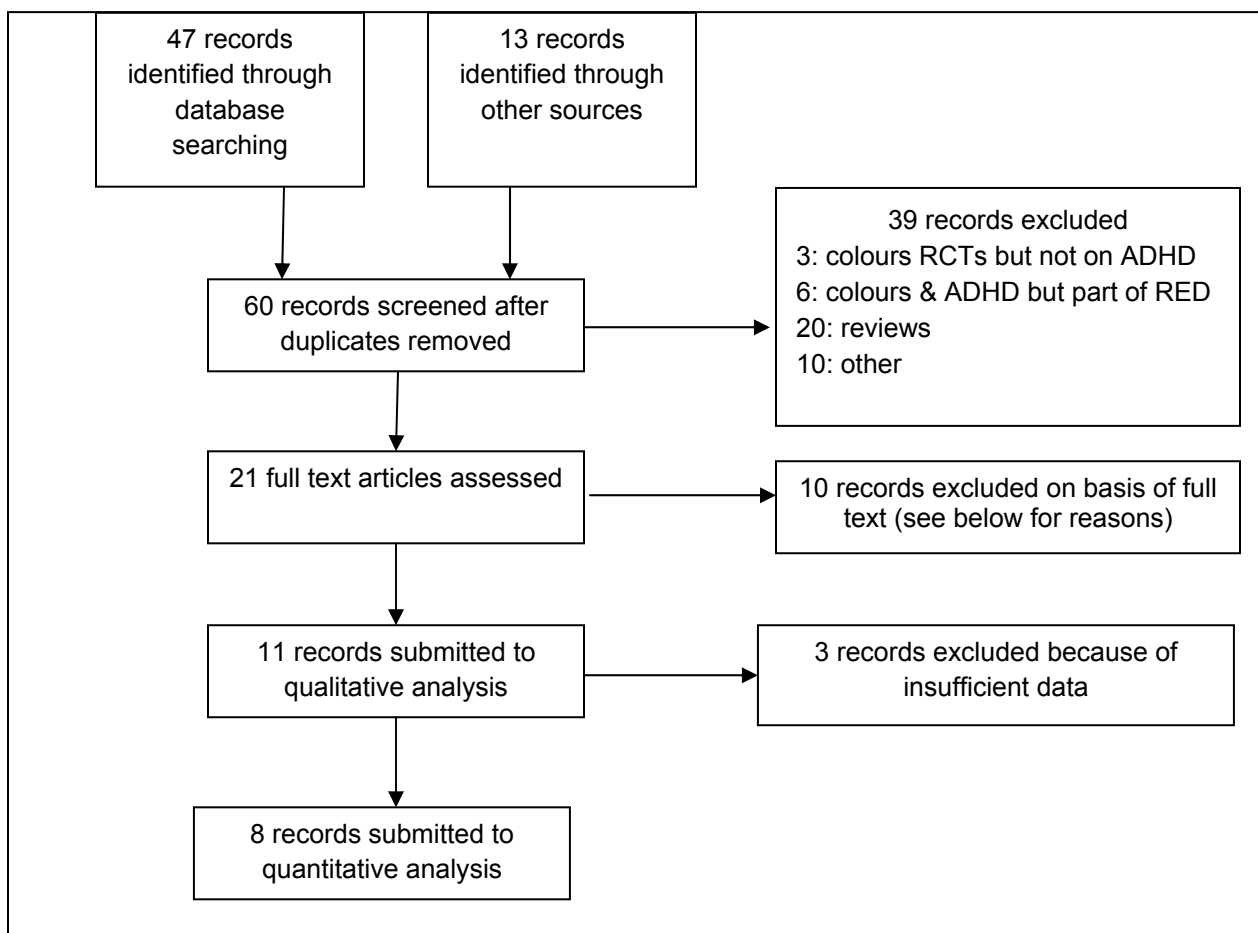 47 records
identified through
database
searching
13 records
identified through
other sources
39 records excluded
3: colours RCTs but not on ADHD
6: colours & ADHD but part of RED
20: reviews
10: other
60 records screened after
duplicates removed
21 full text articles assessed
10 records excluded on basis of full
text (see below for reasons)
11 records submitted to
qualitative analysis
3 records excluded because of
insufficient data
8 records submitted to
quantitative analysis